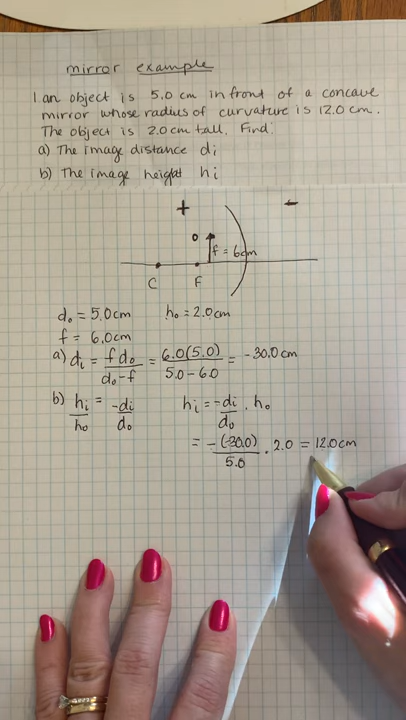 mirror example
1. an object is 5.0 cm in front of a concave
mirror whose radius of curvature is 12.0 cm.
The object is 2.0 cm tall. Find:
a) The image distance di
b) The image height hi
+ -
o
f = 6cm
C F
do = 5.0cm ho = 2.0cm
f = 6.0cm
a) di = f do / do - f = 6.0(5.0) / 5.0 - 6.0 = -30.0 cm
b) hi / ho = -di / do hi = -di / do · ho
= -(-30.0) / 5.0 · 2.0 = 12.0cm